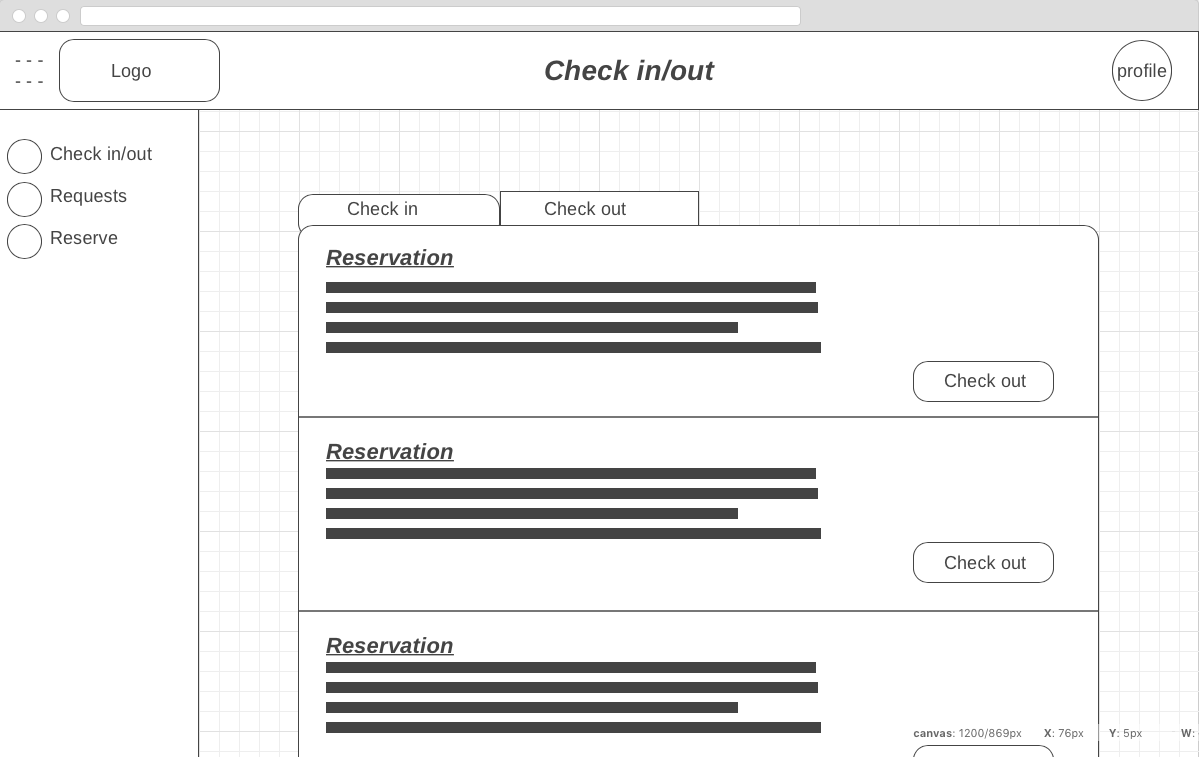 - - -
- - -
Logo
Check in/out
profile
Check in/out
Requests
Reserve
Check in
Check out
Reservation
Check out
Reservation
Check out
Reservation
canvas: 1200/869px X: 76px Y: 5px W: